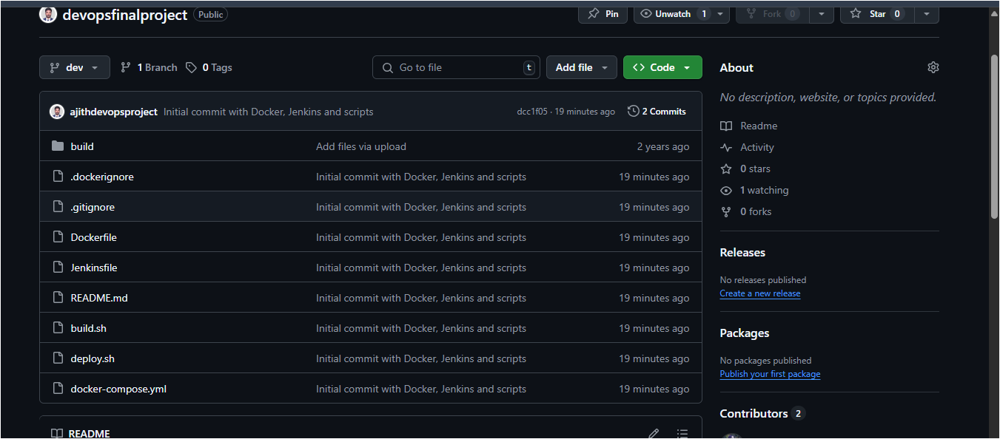 devopsfinalproject Public Pin Unwatch 1 Fork 0 Star 0
dev 1 Branch 0 Tags Go to file t Add file Code
ajithdevopsproject Initial commit with Docker, Jenkins and scripts dcc1f05 · 19 minutes ago 2 Commits
build Add files via upload 2 years ago
.dockerignore Initial commit with Docker, Jenkins and scripts 19 minutes ago
.gitignore Initial commit with Docker, Jenkins and scripts 19 minutes ago
Dockerfile Initial commit with Docker, Jenkins and scripts 19 minutes ago
Jenkinsfile Initial commit with Docker, Jenkins and scripts 19 minutes ago
README.md Initial commit with Docker, Jenkins and scripts 19 minutes ago
build.sh Initial commit with Docker, Jenkins and scripts 19 minutes ago
deploy.sh Initial commit with Docker, Jenkins and scripts 19 minutes ago
docker-compose.yml Initial commit with Docker, Jenkins and scripts 19 minutes ago
README
About
No description, website, or topics provided.
Readme
Activity
0 stars
1 watching
0 forks
Releases
No releases published
Create a new release
Packages
No packages published
Publish your first package
Contributors 2